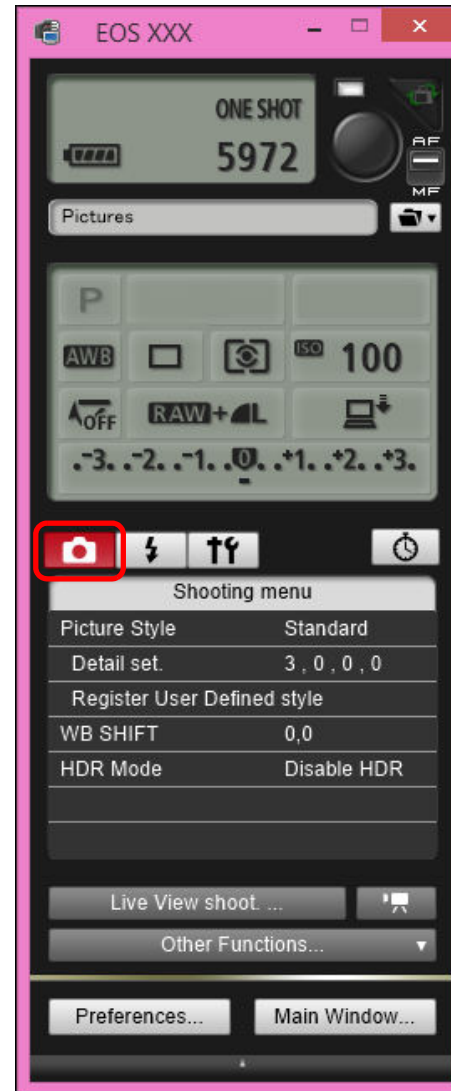 EOS XXX
ONE SHOT
5972
AF
MF
Pictures
P
AWB ISO 100
OFF RAW+L
.-3. .-2. .-1. .0. .+1. .+2. .+3.
Shooting menu
Picture Style Standard
Detail set. 3 , 0 , 0 , 0
Register User Defined style
WB SHIFT 0,0
HDR Mode Disable HDR
Live View shoot. ...
Other Functions...
Preferences... Main Window...